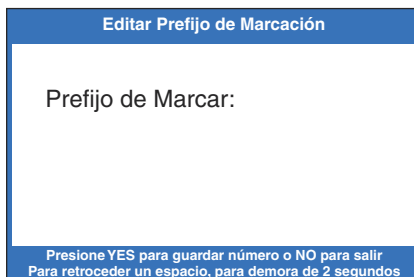 Editar Prefijo de Marcación
Prefijo de Marcar:
Presione YES para guardar número o NO para salir
Para retroceder un espacio, para demora de 2 segundos